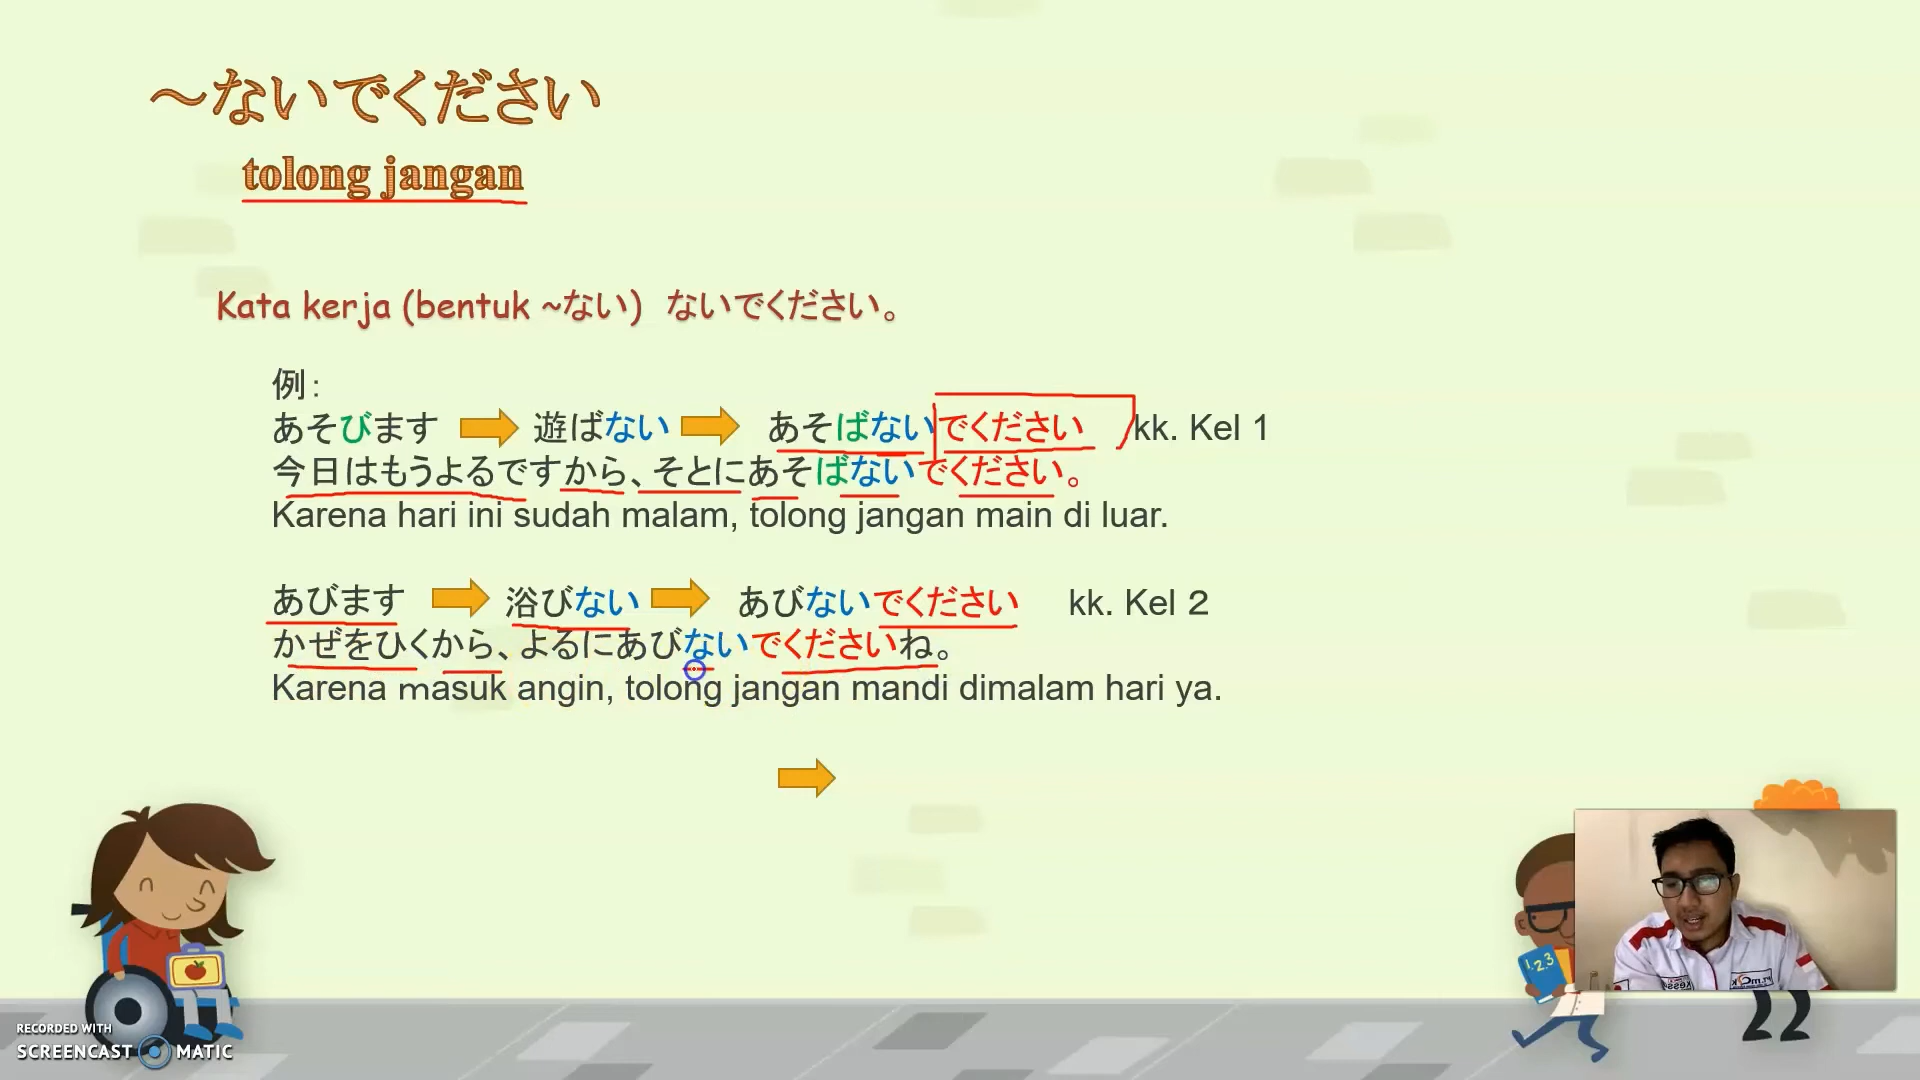 ～ないでください
tolong jangan
Kata kerja (bentuk ~ない) ないでください。
例：
あそびます 遊ばない あそばないでください kk. Kel 1
今日はもうよるですから、そとにあそばないでください。
Karena hari ini sudah malam, tolong jangan main di luar.
あびます 浴びない あびないでください kk. Kel ２
かぜをひくから、よるにあびないでくださいね。
Karena masuk angin, tolong jangan mandi dimalam hari ya.
1.2.3
RECORDED WITH
SCREENCAST MATIC